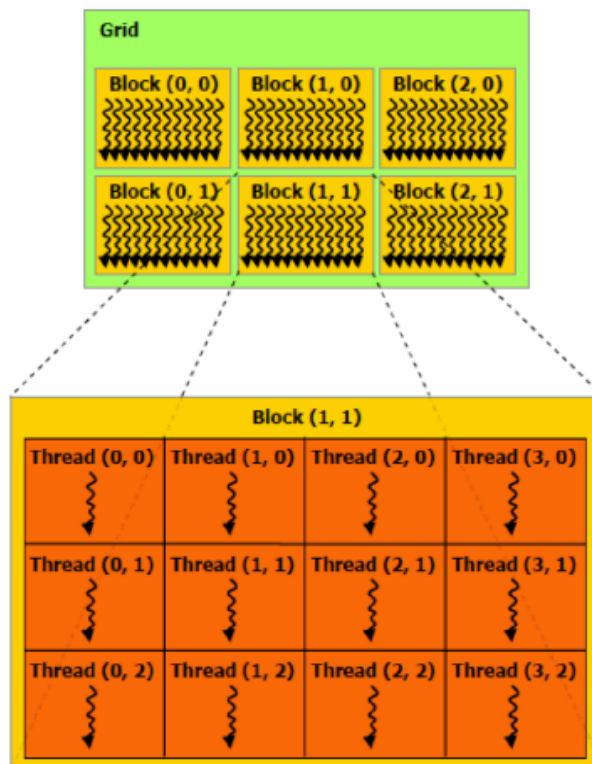 Grid
Block (0, 0) Block (1, 0) Block (2, 0)
Block (0, 1) Block (1, 1) Block (2, 1)
Block (1, 1)
Thread (0, 0) Thread (1, 0) Thread (2, 0) Thread (3, 0)
Thread (0, 1) Thread (1, 1) Thread (2, 1) Thread (3, 1)
Thread (0, 2) Thread (1, 2) Thread (2, 2) Thread (3, 2)